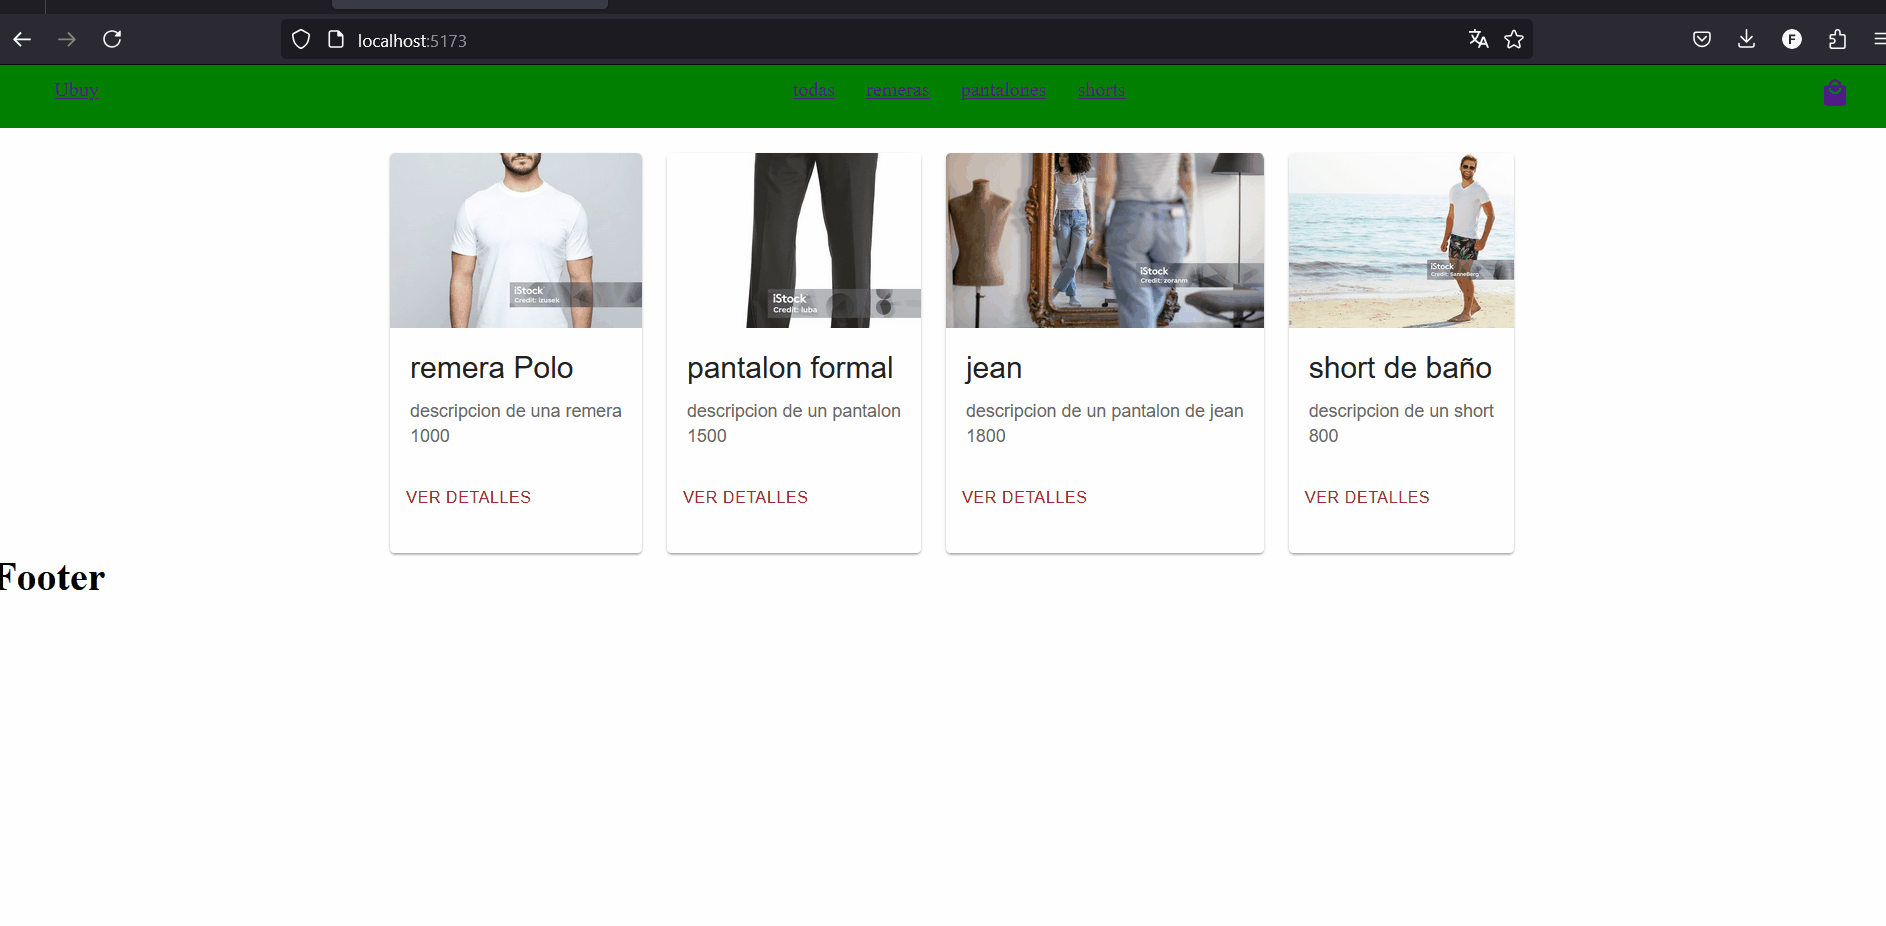 localhost:5173
F
Ubuy
todas remeras pantalones shorts
iStock
Credit: izusek
iStock
Credit: luba
iStock
Credit: zoranm
iStock
Credit: SanneBerg
remera Polo
descripcion de una remera
1000
VER DETALLES
pantalon formal
descripcion de un pantalon
1500
VER DETALLES
jean
descripcion de un pantalon de jean
1800
VER DETALLES
short de baño
descripcion de un short
800
VER DETALLES
Footer